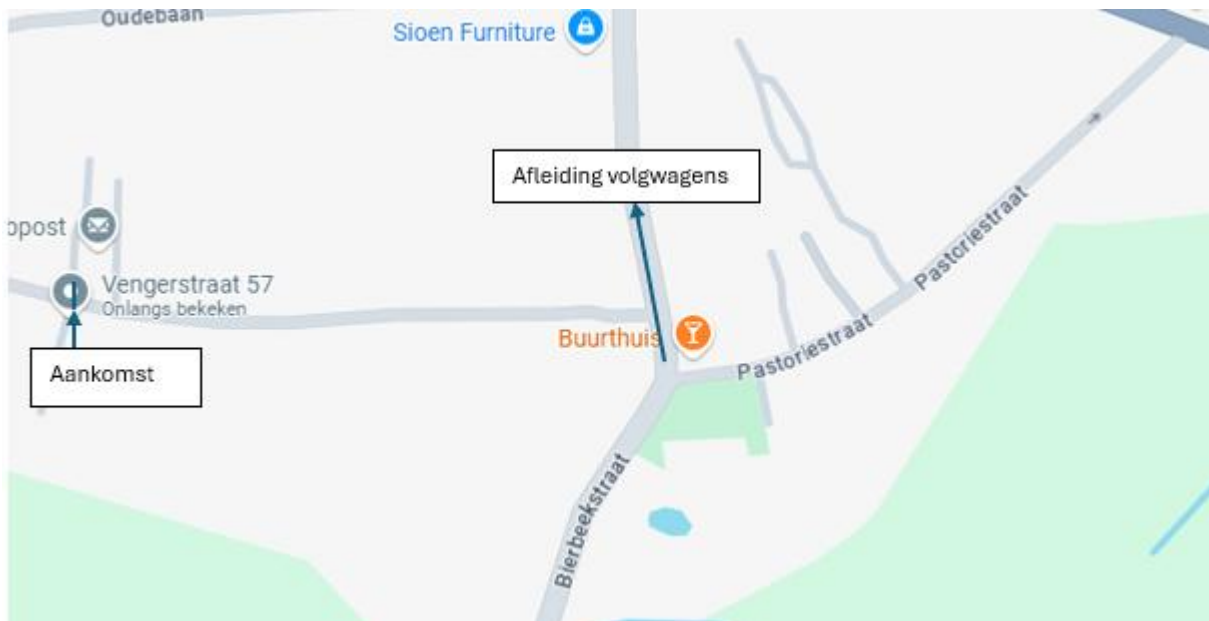 Oudebaan
Sioen Furniture
Afleiding volgwagens
Pastoriestraat
opost
Vengerstraat 57
Onlangs bekeken
Buurthuis
Pastoriestraat
Aankomst
Bierbeekstraat